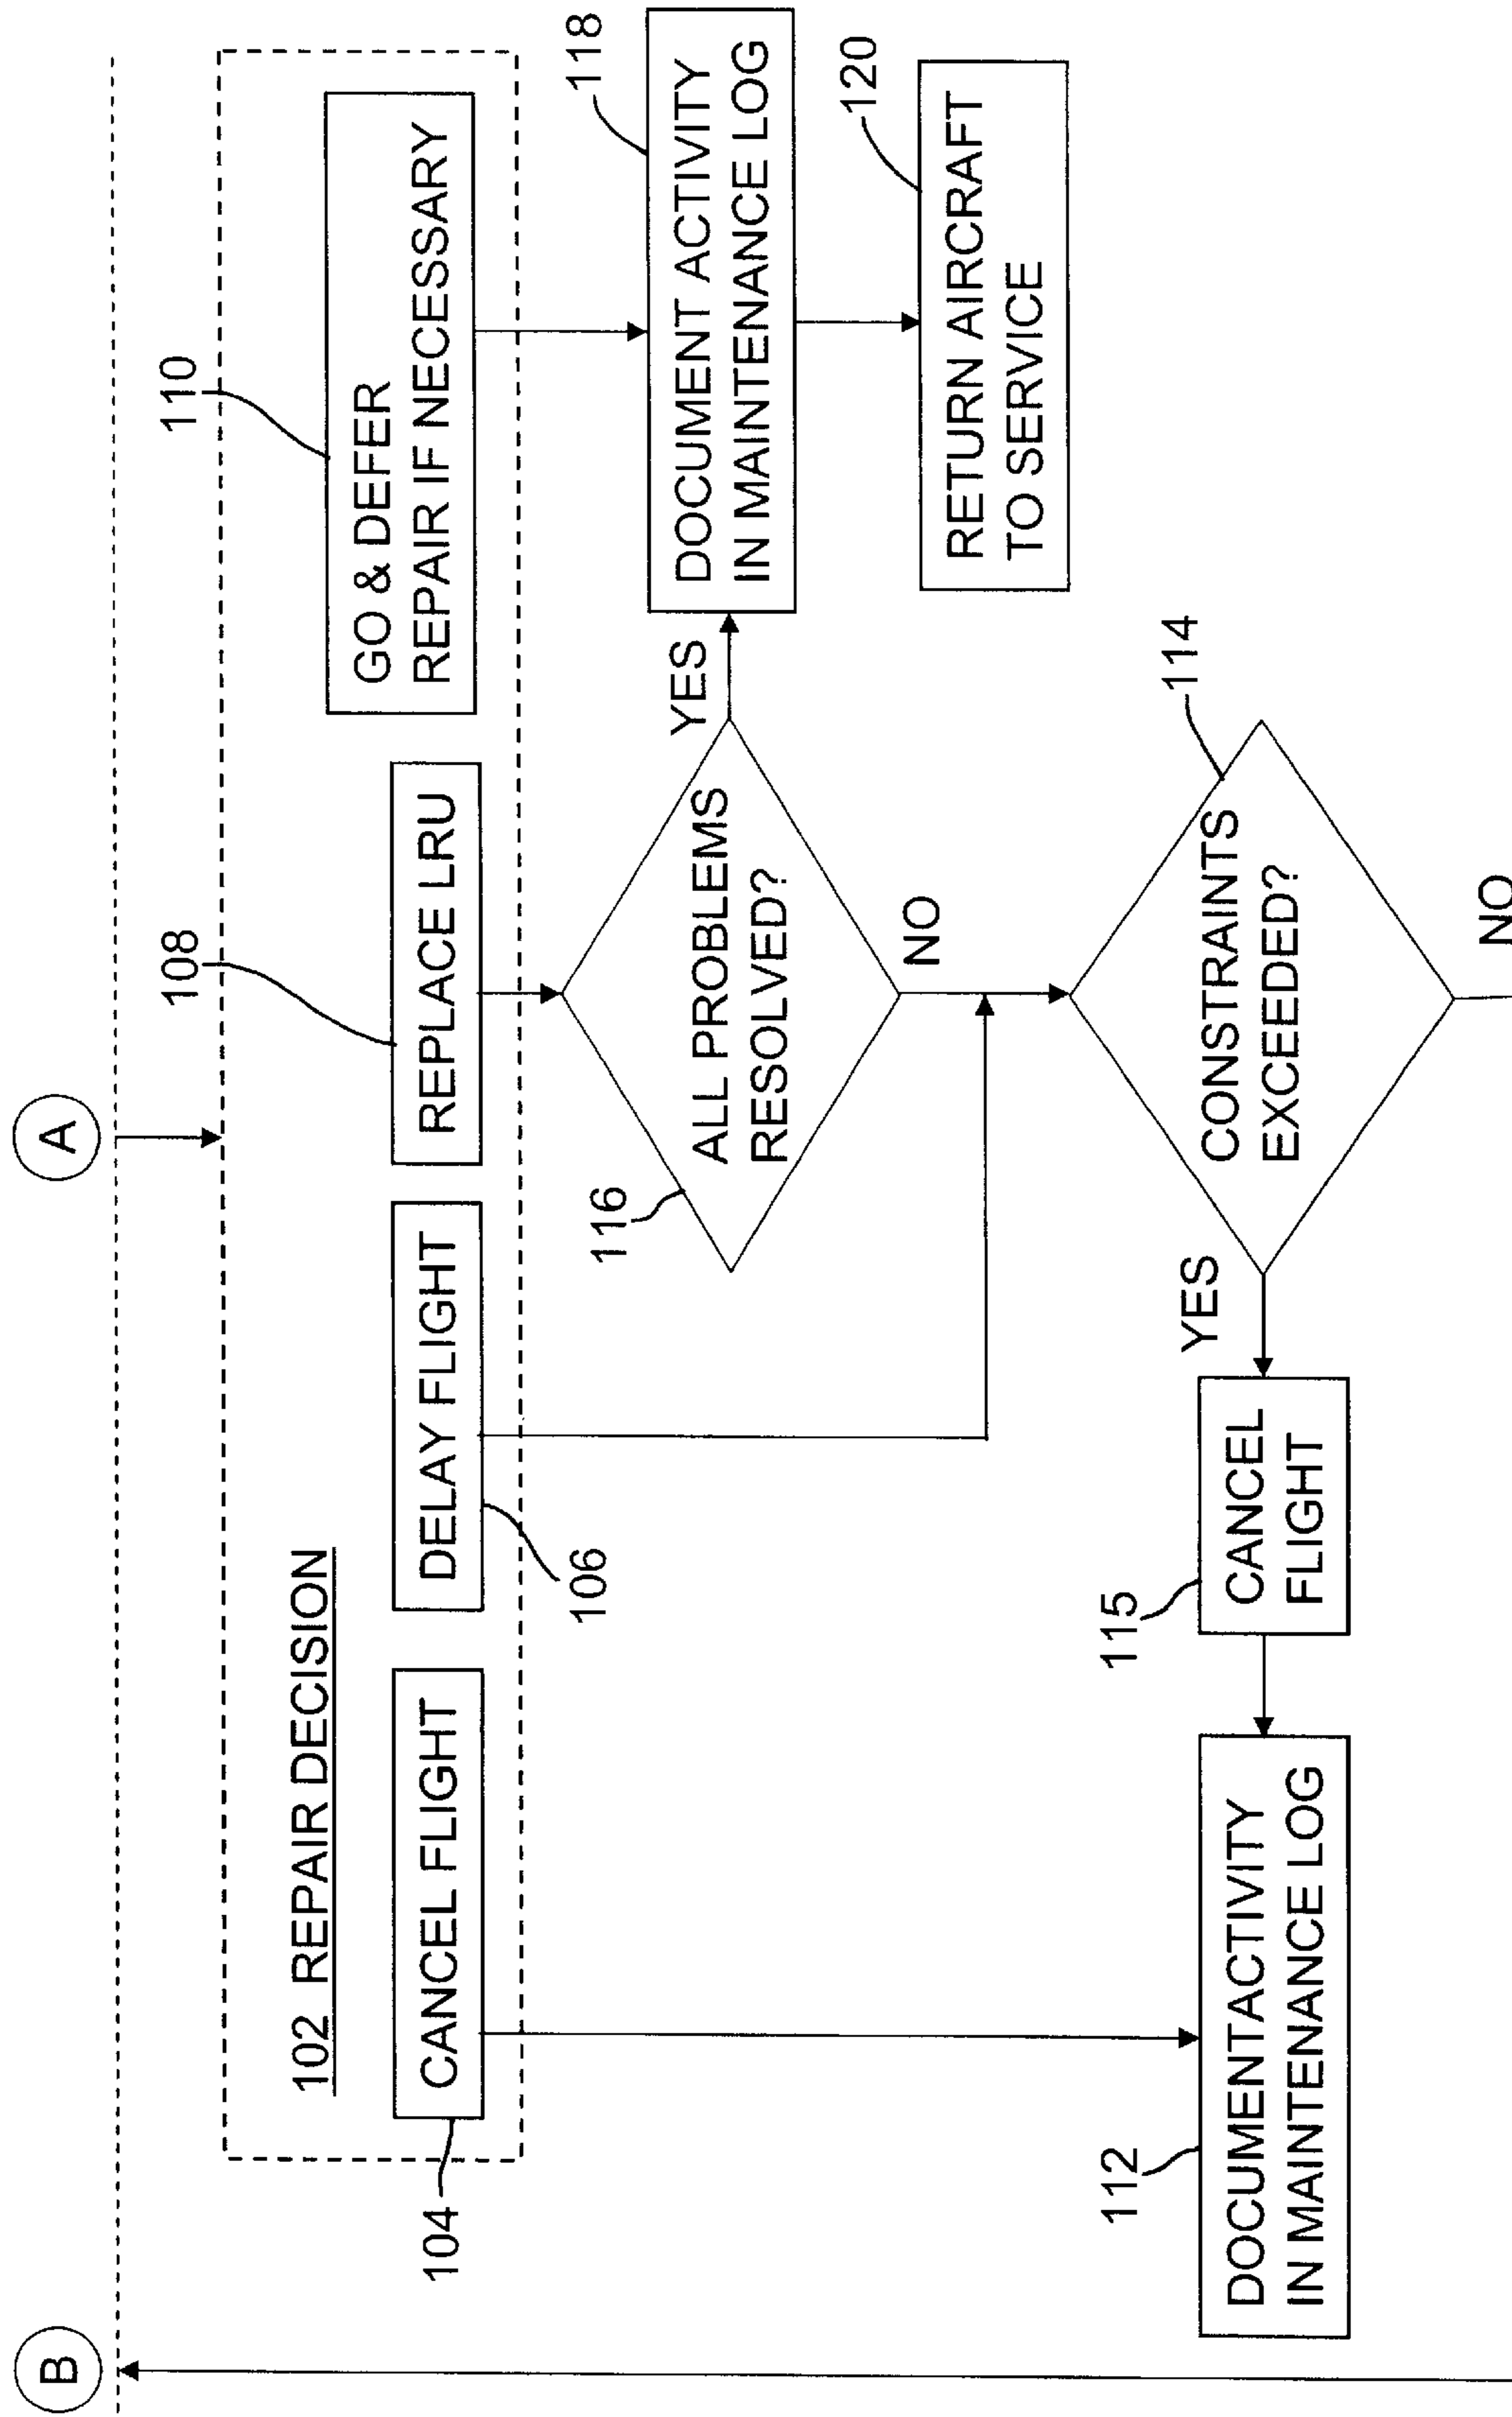 B
A
102 REPAIR DECISION
110
108
GO & DEFER
REPAIR IF NECESSARY
CANCEL FLIGHT
DELAY FLIGHT
REPLACE LRU
104
106
116
118
ALL PROBLEMS
RESOLVED?
YES
DOCUMENT ACTIVITY
IN MAINTENANCE LOG
120
NO
RETURN AIRCRAFT
TO SERVICE
112
115
YES
114
DOCUMENT ACTIVITY
IN MAINTENANCE LOG
CANCEL
FLIGHT
CONSTRAINTS
EXCEEDED?
NO